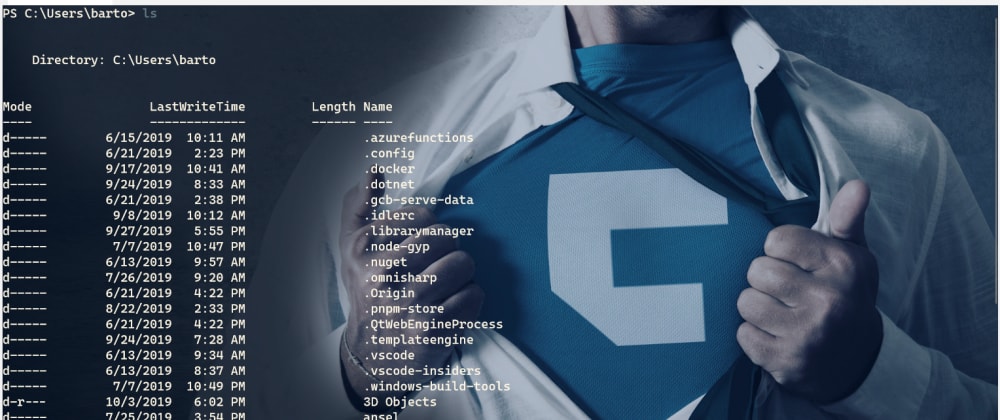 PS C:\Users\barto> ls
Directory: C:\Users\barto
Mode LastWriteTime Length Name
---- ------------- ------ ----
d----- 6/15/2019 10:11 AM .azurefunctions
d----- 6/21/2019 2:23 PM .config
d----- 9/17/2019 10:41 AM .docker
d----- 9/24/2019 8:33 AM .dotnet
d----- 6/21/2019 2:38 PM .gcb-serve-data
d----- 9/8/2019 10:12 AM .idlerc
d----- 9/27/2019 5:55 PM .librarymanager
d----- 7/7/2019 10:47 AM .node-gyp
d----- 6/13/2019 9:57 AM .nuget
d----- 7/26/2019 9:20 AM .omnisharp
d----- 6/21/2019 4:22 PM .Origin
d----- 8/22/2019 2:33 PM .pnpm-store
d----- 6/21/2019 4:22 PM .QtWebEngineProcess
d----- 9/24/2019 7:28 AM .templateengine
d----- 6/13/2019 9:34 AM .vscode
d----- 6/13/2019 8:37 AM .vscode-insiders
d----- 7/7/2019 10:49 PM .windows-build-tools
d-r--- 10/3/2019 6:02 PM 3D Objects
d----- 7/25/2019 3:54 PM ansel